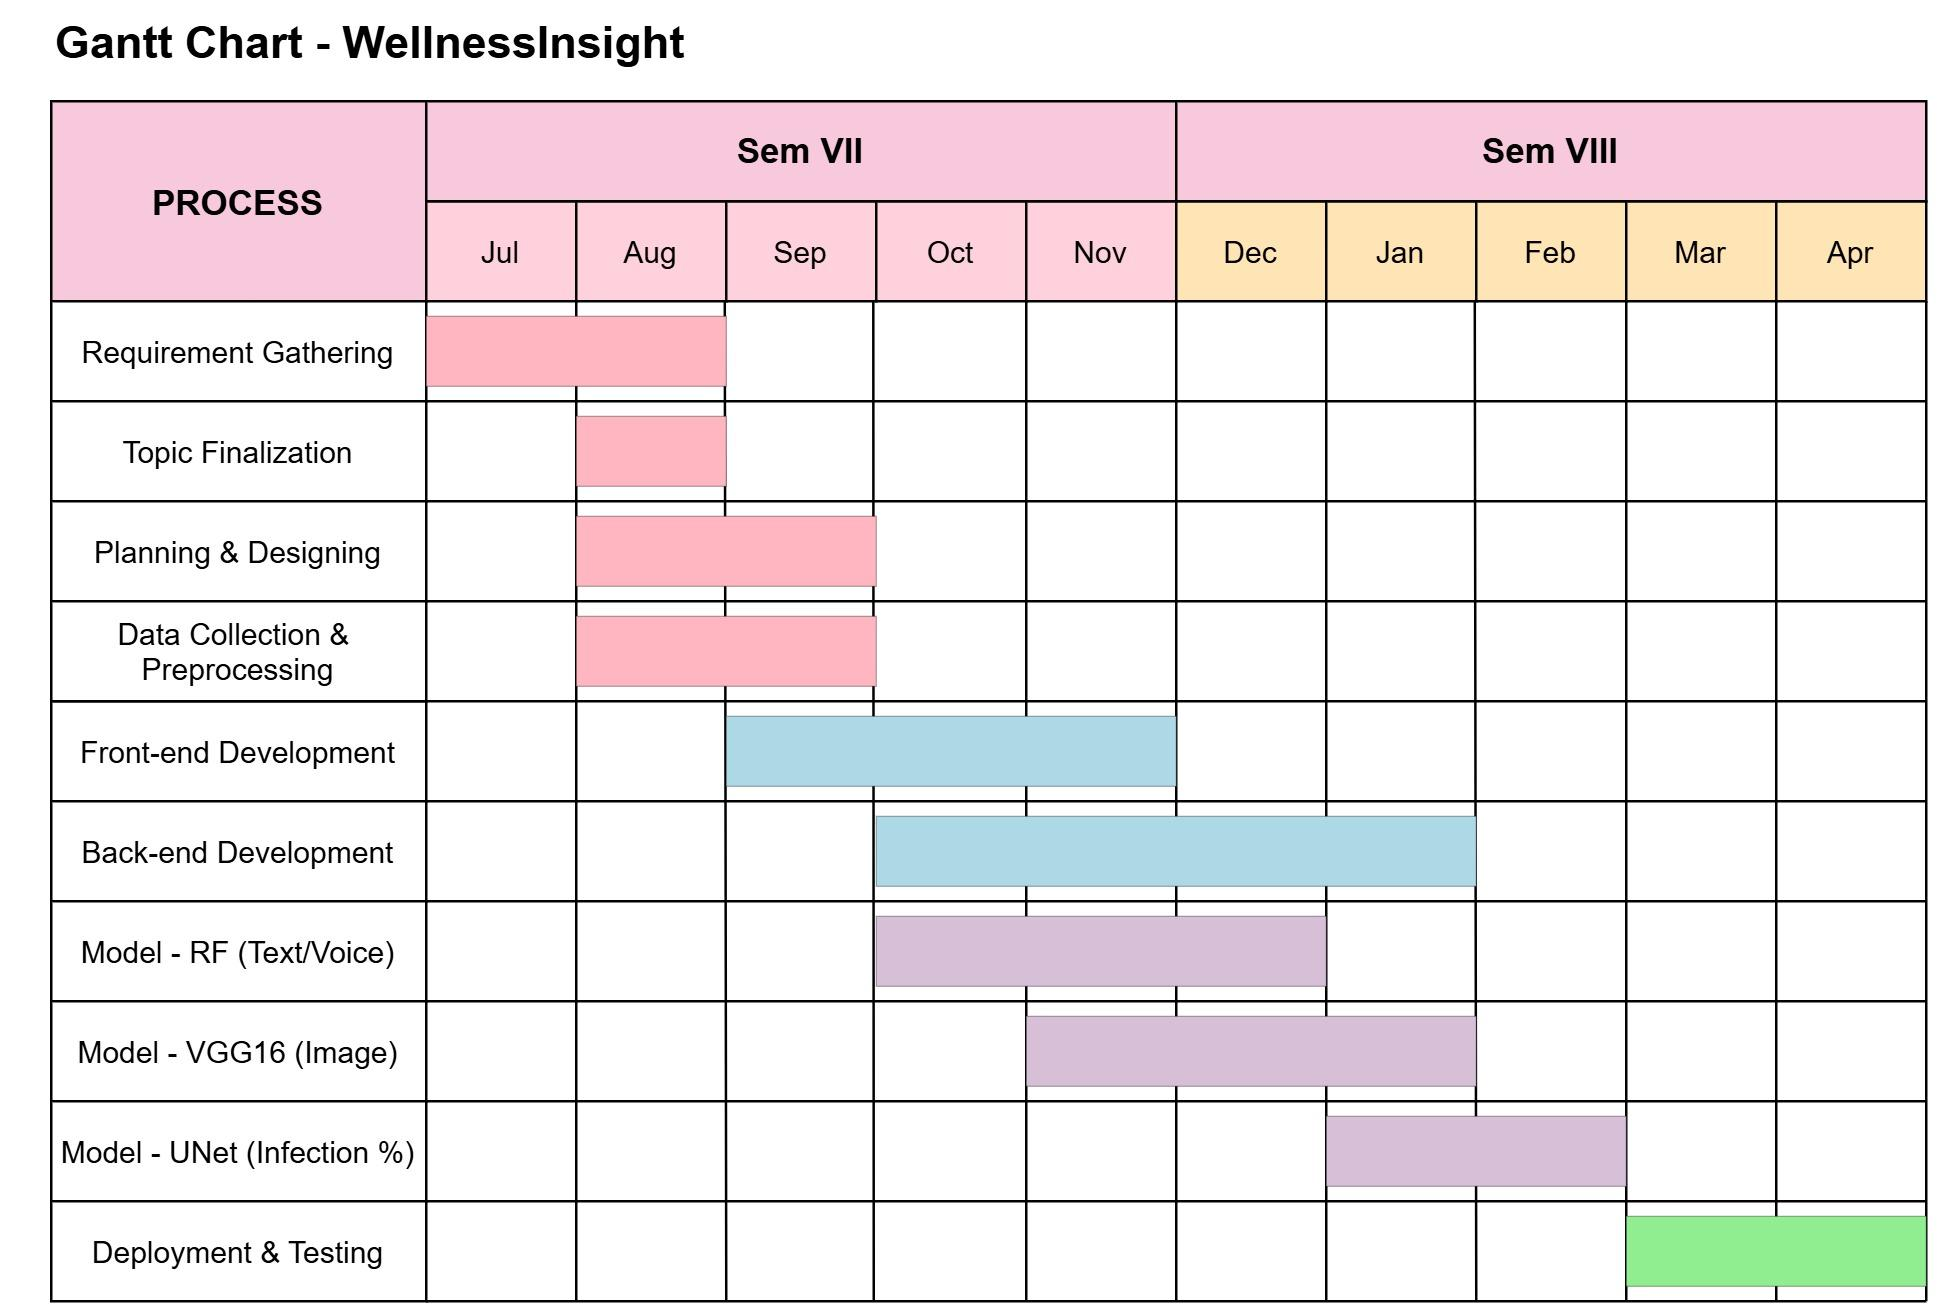 Gantt Chart - WellnessInsight
PROCESS
Sem VII
Sem VIII
Jul
Aug
Sep
Oct
Nov
Dec
Jan
Feb
Mar
Apr
Requirement Gathering
Topic Finalization
Planning & Designing
Data Collection &
Preprocessing
Front-end Development
Back-end Development
Model - RF (Text/Voice)
Model - VGG16 (Image)
Model - UNet (Infection %)
Deployment & Testing